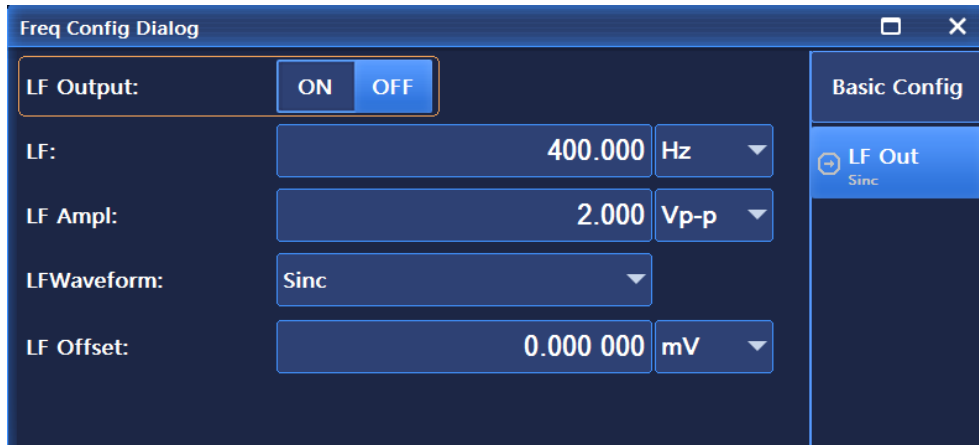 Freq Config Dialog
LF Output: ON OFF
Basic Config
LF: 400.000 Hz
LF Out
Sinc
LF Ampl: 2.000 Vp-p
LFWaveform: Sinc
LF Offset: 0.000 000 mV